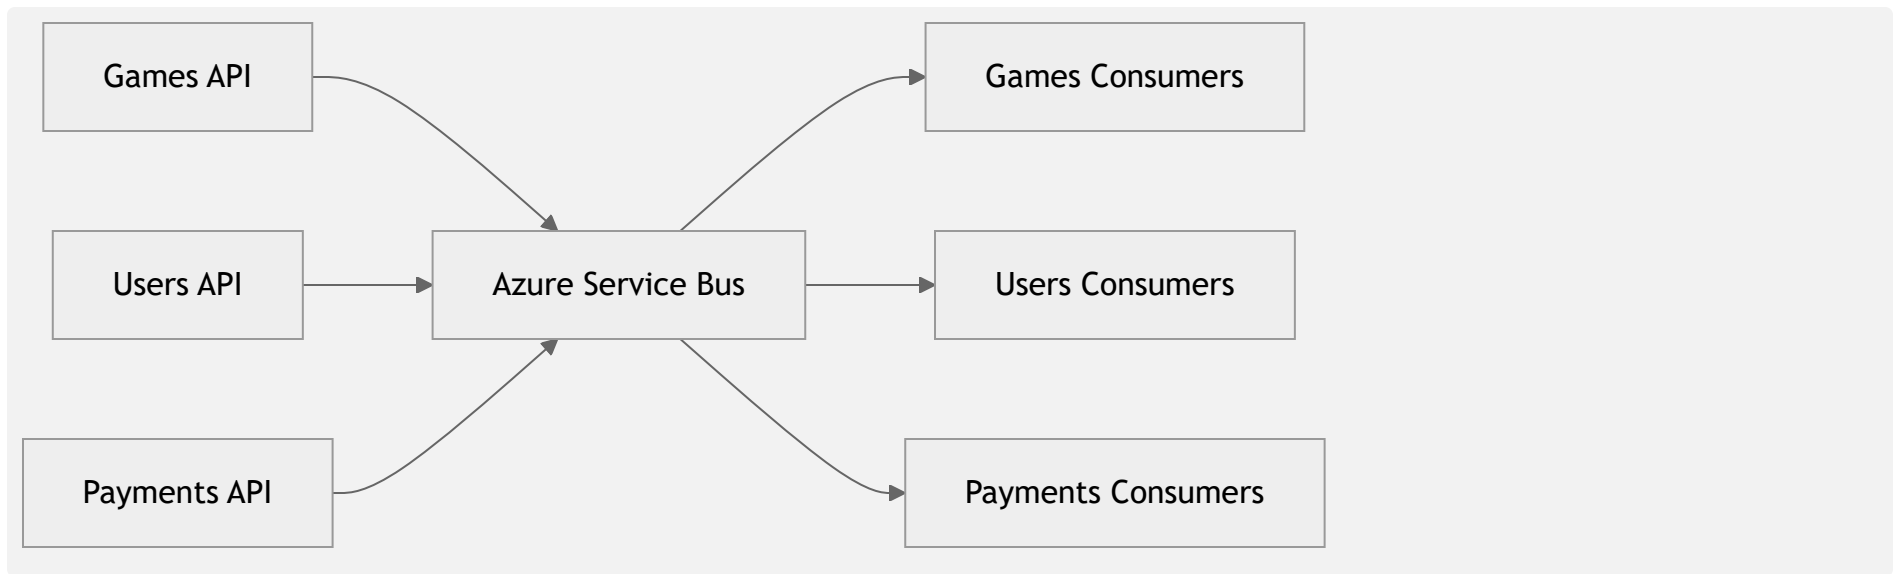 Games API
Games Consumers
Users API
Azure Service Bus
Users Consumers
Payments API
Payments Consumers